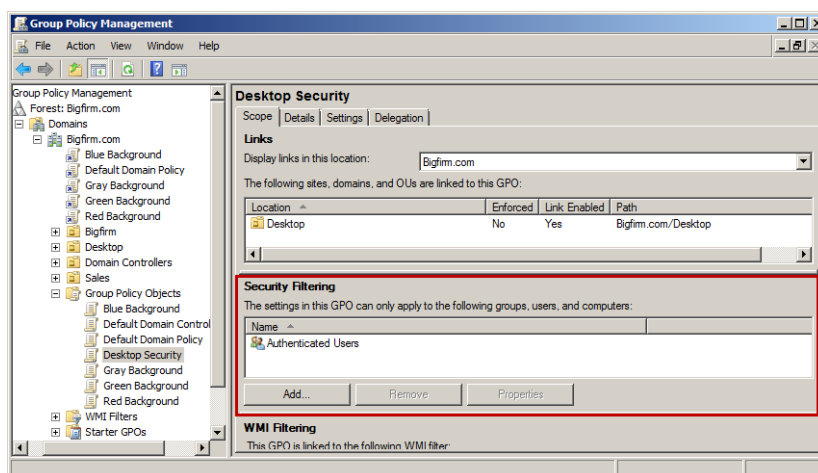 Group Policy Management
File Action View Window Help
Group Policy Management
Forest: Bigfirm.com
Domains
Bigfirm.com
Blue Background
Default Domain Policy
Gray Background
Green Background
Red Background
Bigfirm
Desktop
Domain Controllers
Sales
Group Policy Objects
Blue Background
Default Domain Control
Default Domain Policy
Desktop Security
Gray Background
Green Background
Red Background
WMI Filters
Starter GPOs
Desktop Security
Scope Details Settings Delegation
Links
Display links in this location: Bigfirm.com
The following sites, domains, and OUs are linked to this GPO:
Location Enforced Link Enabled Path
Desktop No Yes Bigfirm.com/Desktop
Security Filtering
The settings in this GPO can only apply to the following groups, users, and computers:
Name
Authenticated Users
Add... Remove Properties
WMI Filtering
This GPO is linked to the following WMI filter: